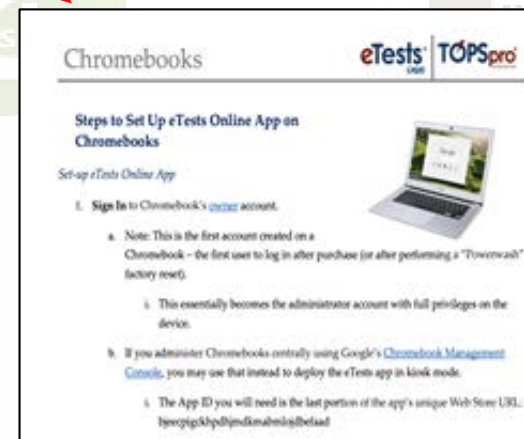 Chromebooks
eTests TOPSpro
Steps to Set Up eTests Online App on
Chromebooks
Set-up eTests Online App
1. Sign In to Chromebook's owner account.
a. Note: This is the first account created on a
Chromebook – the first user to log in after purchase (or after performing a "Powerwash"
factory reset).
i. This essentially becomes the administrator account with full privileges on the
device.
b. If you administer Chromebooks centrally using Google's Chromebook Management
Console, you may use that instead to deploy the eTests app in kiosk mode.
i. The App ID you will need is the last portion of the app's unique Web Store URL: